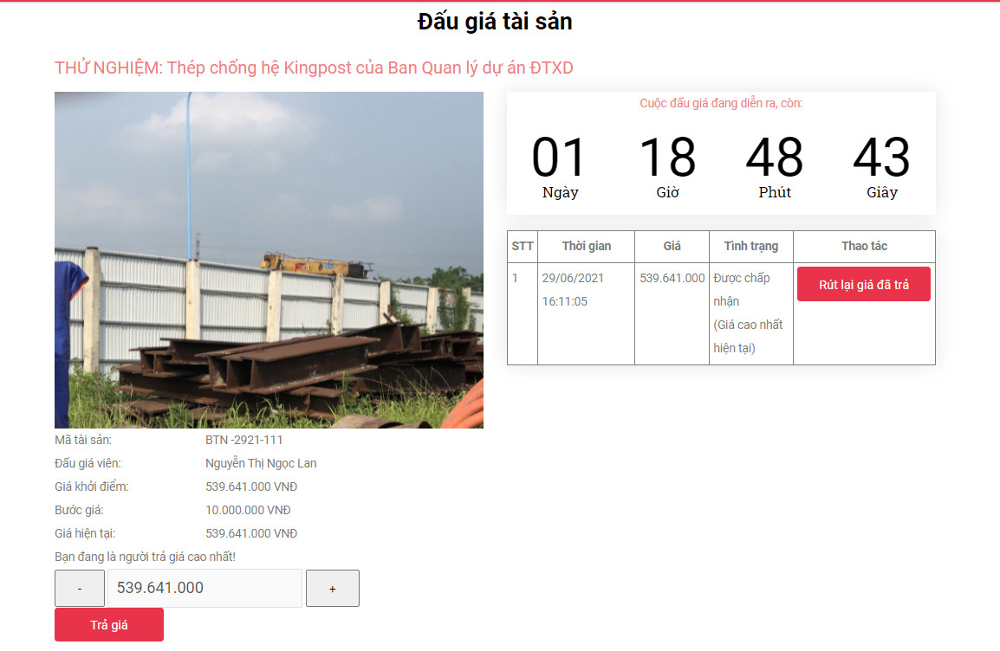 Đấu giá tài sản
THỬ NGHIỆM: Thép chống hệ Kingpost của Ban Quan lý dự án ĐTXD
Cuộc đấu giá đang diễn ra, còn:
01 18 48 43
Ngày Giờ Phút Giây
STT Thời gian Giá Tình trạng Thao tác
1 29/06/2021 539.641.000 Được chấp Rút lại giá đã trả
16:11:05 nhận
(Giá cao nhất
hiện tại)
Mã tài sản: BTN -2921-111
Đấu giá viên: Nguyễn Thị Ngọc Lan
Giá khởi điểm: 539.641.000 VNĐ
Bước giá: 10.000.000 VNĐ
Giá hiện tại: 539.641.000 VNĐ
Bạn đang là người trả giá cao nhất!
- 539.641.000 +
Trả giá